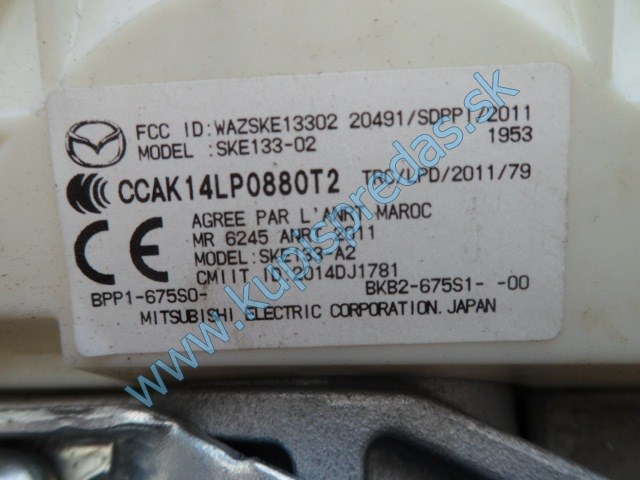 FCC ID:WAZSKE13302 20491/SDPPI/2011
MODEL :SKE133-02 1953
CCAK14LP0880T2 TRC/LPD/2011/79
AGREE PAR L'ANRT MAROC
MR 6245 ANRT 2011
MODEL:SKE133-A2
CE
CMIIT ID:2014DJ1781
BPP1-675S0- BKB2-675S1- -00
MITSUBISHI ELECTRIC CORPORATION.JAPAN
www.kupispredas.sk